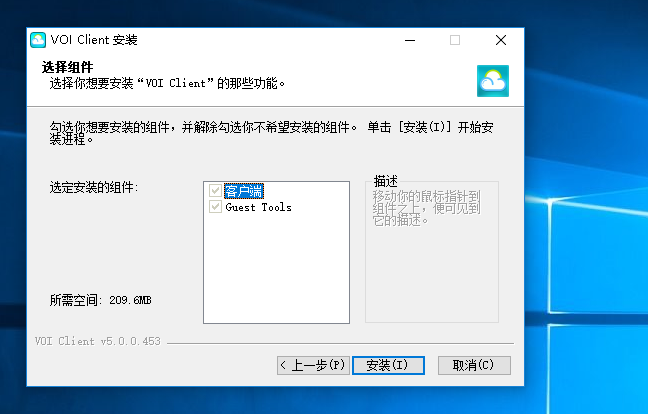 VOI Client 安装
选择组件
选择你想要安装“VOI Client”的那些功能。
勾选你想要安装的组件，并解除勾选你不希望安装的组件。 单击 [安装(I)] 开始安
装进程。
选定安装的组件:
客户端
Guest Tools
描述
移动你的鼠标指针到
组件之上，便可见到
它的描述。
所需空间: 209.6MB
VOI Client v5.0.0.453
< 上一步(P)
安装(I)
取消(C)